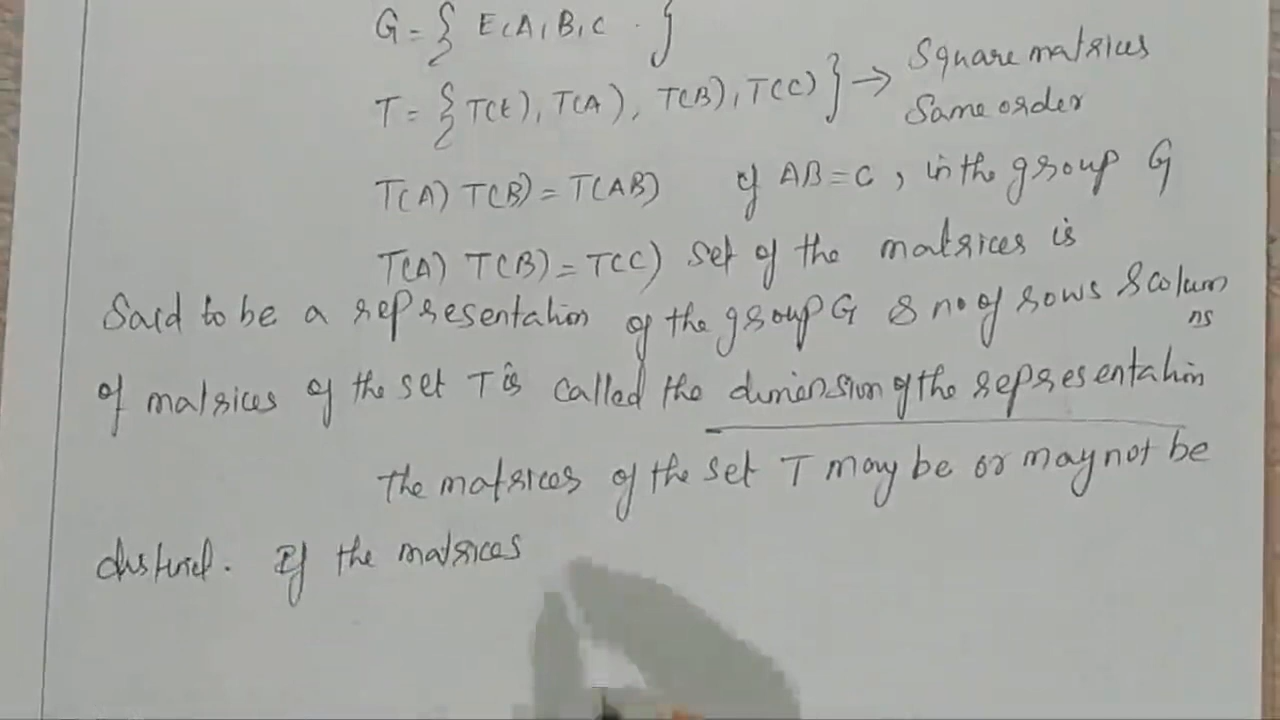 G = { E, A, B, C . }
T = { T(E), T(A), T(B), T(C) } → Square matrices
Same order
T(A) T(B) = T(AB) if AB = C, in the group G
T(A) T(B) = T(C) set of the matrices is
Said to be a representation of the group G & no of rows & colum
ns
of matrices of the set T is called the dimension of the representation
the matrices of the set T may be or may not be
distinct. If the matrices